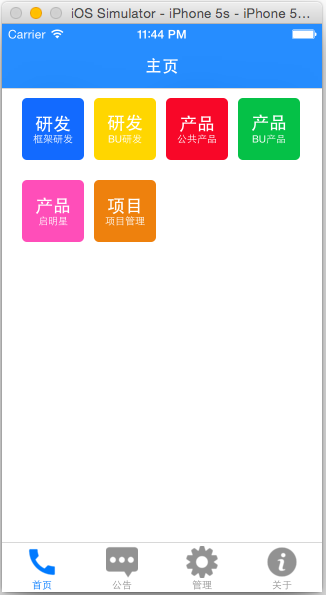 iOS Simulator - iPhone 5s - iPhone 5...
Carrier 11:44 PM
主页
研发 研发 产品 产品
框架研发 BU研发 公共产品 BU产品
产品 项目
启明星 项目管理
首页 公告 管理 关于